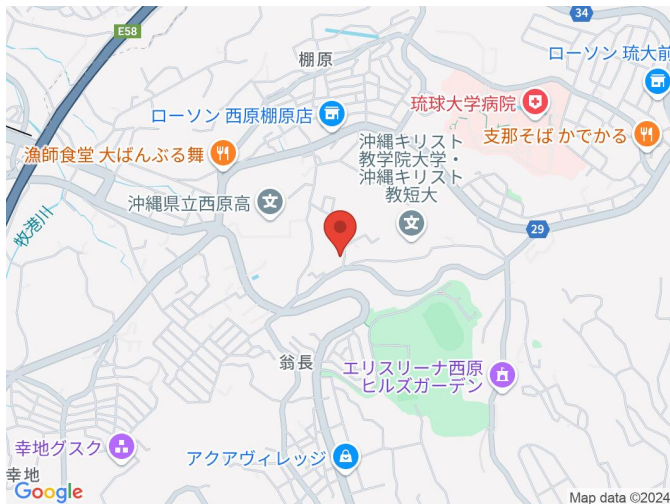 34
E58
棚原
ローソン 琉大前
琉球大学病院
ローソン 西原棚原店
支那そば かでかる
漁師食堂 大ばんぶる舞
沖縄キリスト
教学院大学・
沖縄キリスト
教短大
沖縄県立西原高
牧港川
29
翁長
エリスリーナ西原
ヒルズガーデン
幸地グスク
アクアヴィレッジ
幸地
Google
Map data ©2024